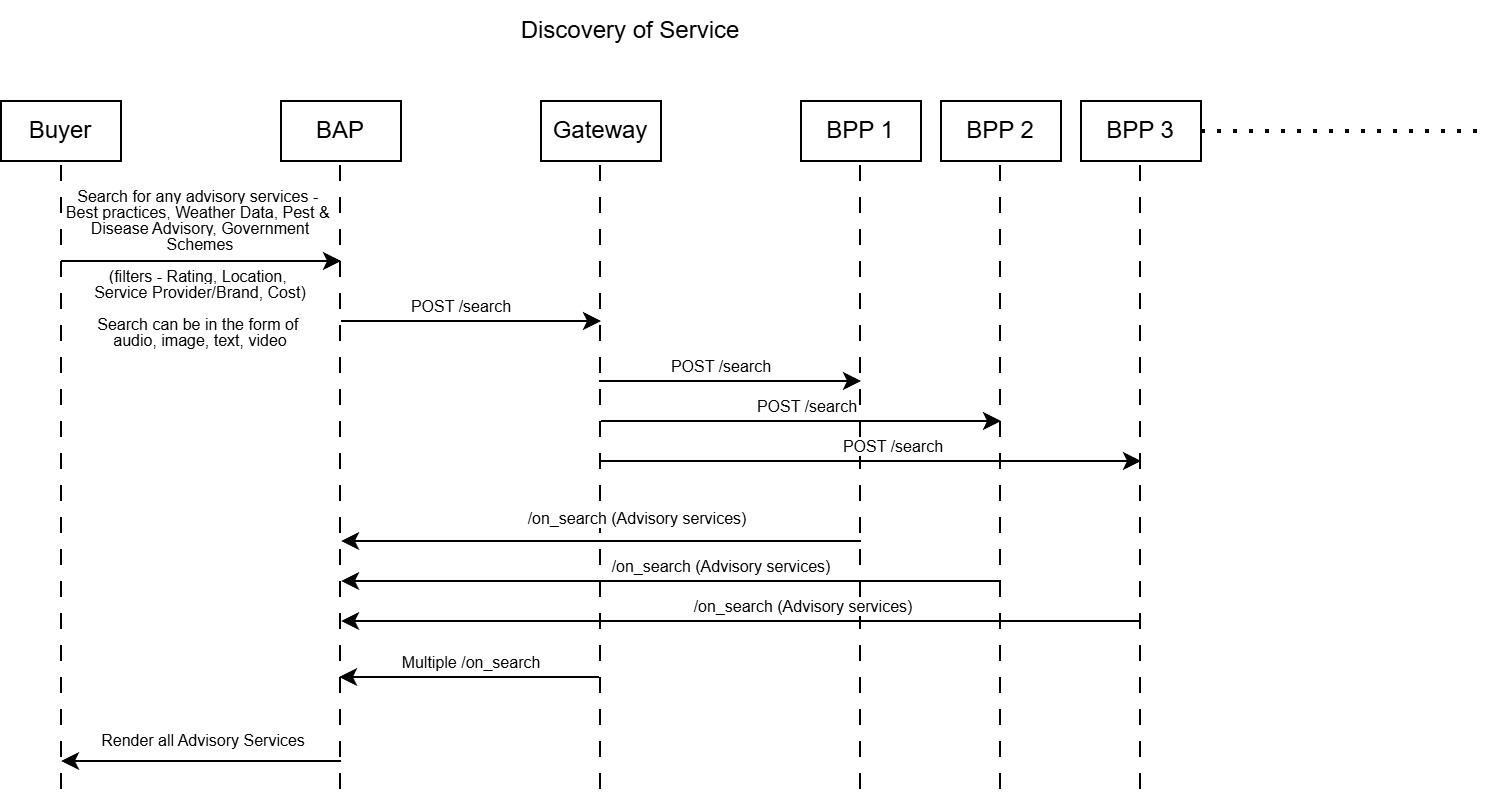 Discovery of Service
Buyer
BAP
Gateway
BPP 1
BPP 2
BPP 3
Search for any advisory services -
Best practices, Weather Data, Pest &
Disease Advisory, Government
Schemes
(filters - Rating, Location,
Service Provider/Brand, Cost)
Search can be in the form of
audio, image, text, video
POST /search
POST /search
POST /search
POST /search
/on_search (Advisory services)
/on_search (Advisory services)
/on_search (Advisory services)
Multiple /on_search
Render all Advisory Services